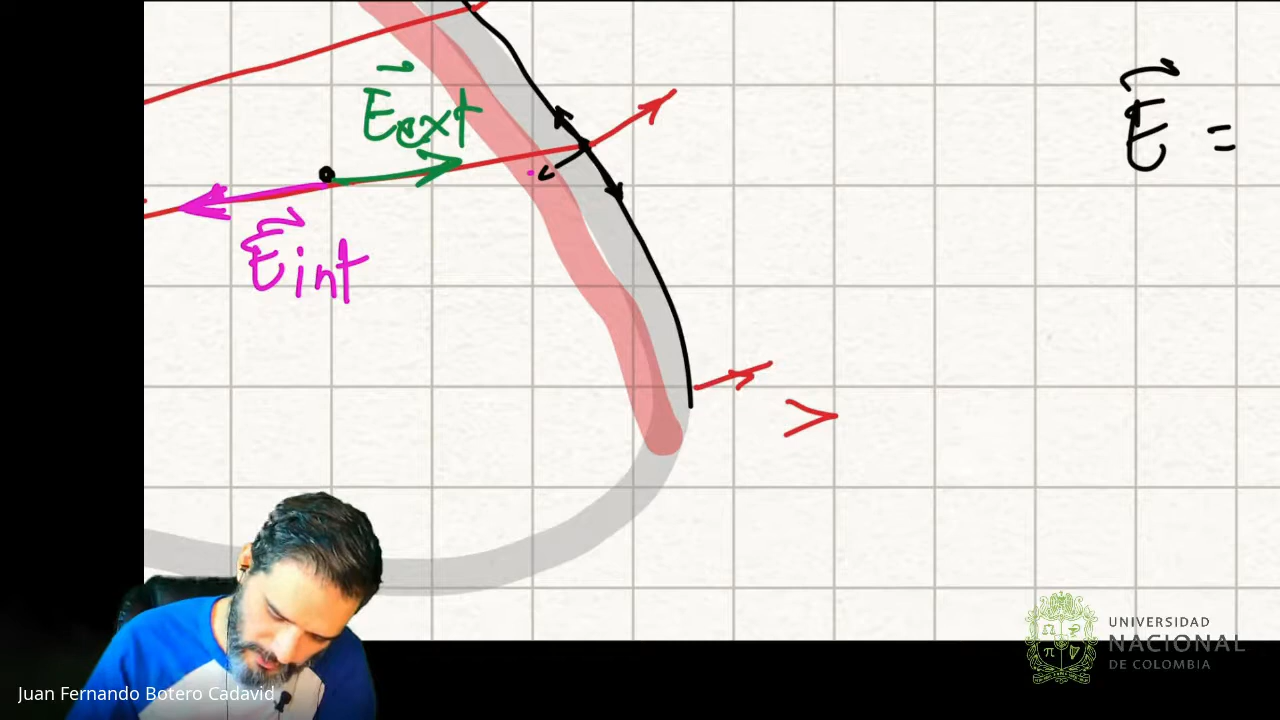 E⃗ext
E⃗ =
E⃗int
UNIVERSIDAD
NACIONAL
DE COLOMBIA
Juan Fernando Botero Cadavid